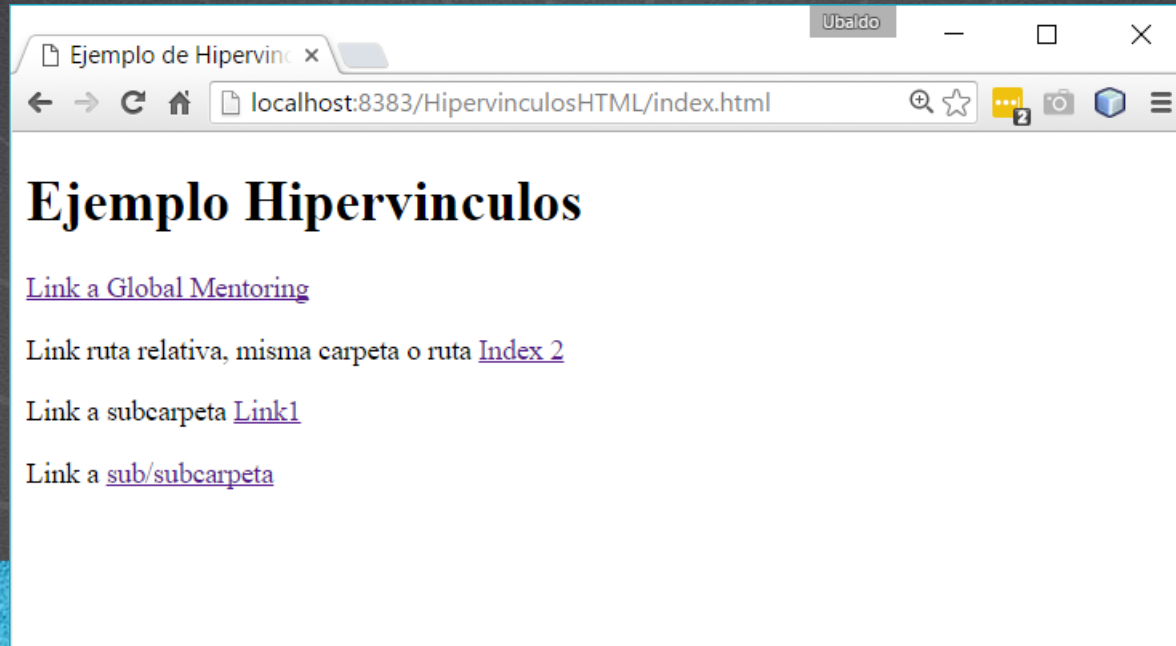 Ubaldo
Ejemplo de Hipervinc
localhost:8383/HipervinculosHTML/index.html
2
Ejemplo Hipervinculos
Link a Global Mentoring
Link ruta relativa, misma carpeta o ruta Index 2
Link a subcarpeta Link1
Link a sub/subcarpeta